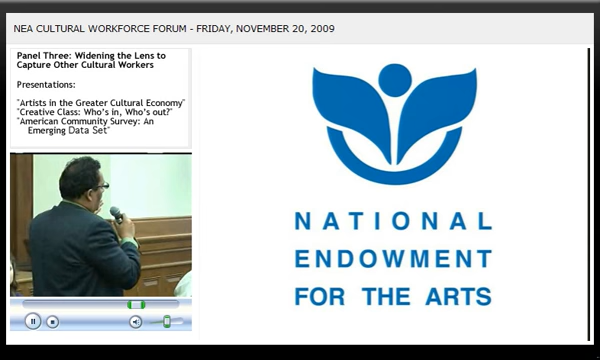 NEA CULTURAL WORKFORCE FORUM - FRIDAY, NOVEMBER 20, 2009
Panel Three: Widening the Lens to
Capture Other Cultural Workers
Presentations:
"Artists in the Greater Cultural Economy"
"Creative Class: Who's in, Who's out?"
"American Community Survey: An
Emerging Data Set"
NATIONAL
ENDOWMENT
FOR THE ARTS